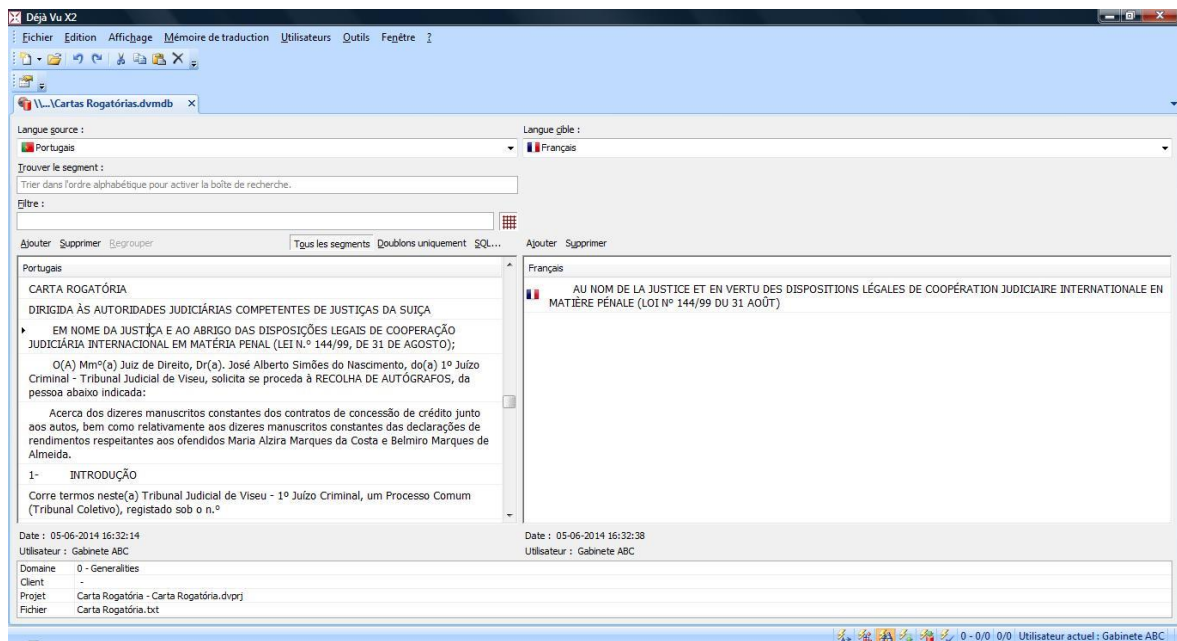 Déjà Vu X2
Fichier Edition Affichage Mémoire de traduction Utilisateurs Outils Fenêtre ?
\\...\Cartas Rogatórias.dvmdb
Langue source :
Langue cible :
Portugais
Français
Trouver le segment :
Trier dans l'ordre alphabétique pour activer la boîte de recherche.
Filtre :
Ajouter Supprimer Regrouper Tous les segments Doublons uniquement SQL...
Ajouter Supprimer
Portugais
CARTA ROGATÓRIA
DIRIGIDA ÀS AUTORIDADES JUDICIÁRIAS COMPETENTES DE JUSTIÇAS DA SUIÇA
EM NOME DA JUSTIÇA E AO ABRIGO DAS DISPOSIÇÕES LEGAIS DE COOPERAÇÃO
JUDICIÁRIA INTERNACIONAL EM MATÉRIA PENAL (LEI N.º 144/99, DE 31 DE AGOSTO);
O(A) Mmº(a) Juiz de Direito, Dr(a). José Alberto Simões do Nascimento, do(a) 1º Juízo
Criminal - Tribunal Judicial de Viseu, solicita se proceda à RECOLHA DE AUTÓGRAFOS, da
pessoa abaixo indicada:
Acerca dos dizeres manuscritos constantes dos contratos de concessão de crédito junto
aos autos, bem como relativamente aos dizeres manuscritos constantes das declarações de
rendimentos respeitantes aos ofendidos Maria Alzira Marques da Costa e Belmiro Marques de
Almeida.
1- INTRODUÇÃO
Corre termos neste(a) Tribunal Judicial de Viseu - 1º Juízo Criminal, um Processo Comum
(Tribunal Coletivo), registado sob o n.º
Français
AU NOM DE LA JUSTICE ET EN VERTU DES DISPOSITIONS LÉGALES DE COOPÉRATION JUDICIAIRE INTERNATIONALE EN
MATIÈRE PÉNALE (LOI Nº 144/99 DU 31 AOÛT)
Date : 05-06-2014 16:32:14
Utilisateur : Gabinete ABC
Date : 05-06-2014 16:32:38
Utilisateur : Gabinete ABC
Domaine 0 - Generalities
Client -
Projet Carta Rogatória - Carta Rogatória.dvprj
Fichier Carta Rogatória.txt
0 - 0/0 0/0 Utilisateur actuel : Gabinete ABC